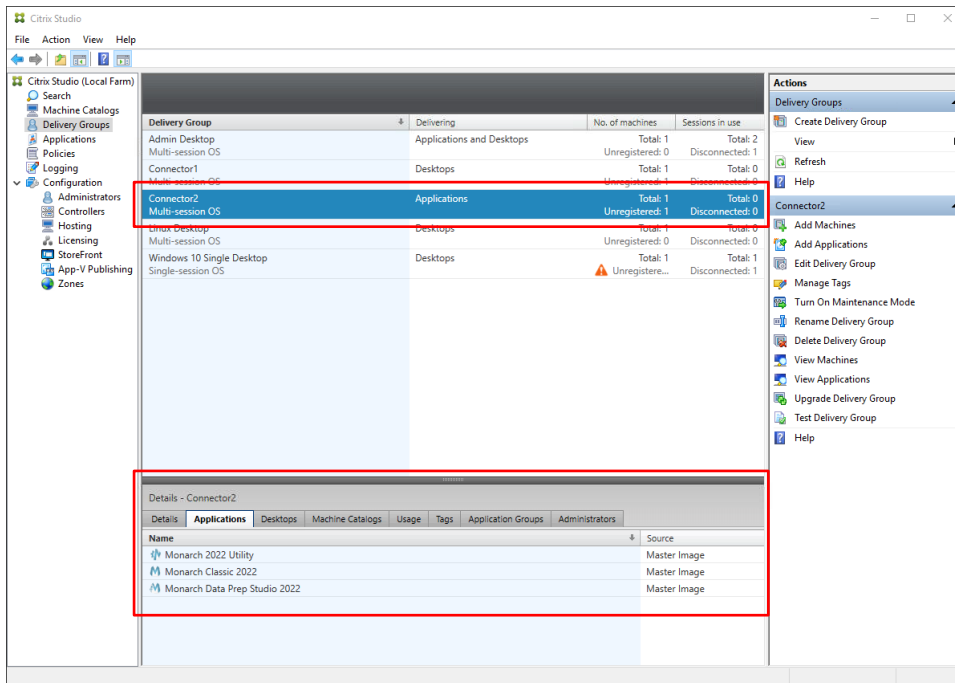 Citrix Studio
File Action View Help
Citrix Studio (Local Farm)
Search
Machine Catalogs
Delivery Groups
Applications
Policies
Logging
Configuration
Administrators
Controllers
Hosting
Licensing
StoreFront
App-V Publishing
Zones
Delivery Group Delivering No. of machines Sessions in use
Admin Desktop Applications and Desktops Total: 1 Total: 2
Multi-session OS Unregistered: 0 Disconnected: 1
Connector1 Desktops Total: 1 Total: 0
Multi-session OS Unregistered: 1 Disconnected: 0
Connector2 Applications Total: 1 Total: 0
Multi-session OS Unregistered: 1 Disconnected: 0
Linux Desktop Desktops Total: 1 Total: 0
Multi-session OS Unregistered: 0 Disconnected: 0
Windows 10 Single Desktop Desktops Total: 1 Total: 1
Single-session OS Unregistere... Disconnected: 1
Details - Connector2
Details Applications Desktops Machine Catalogs Usage Tags Application Groups Administrators
Name Source
Monarch 2022 Utility Master Image
Monarch Classic 2022 Master Image
Monarch Data Prep Studio 2022 Master Image
Actions
Delivery Groups
Create Delivery Group
View
Refresh
Help
Connector2
Add Machines
Add Applications
Edit Delivery Group
Manage Tags
Turn On Maintenance Mode
Rename Delivery Group
Delete Delivery Group
View Machines
View Applications
Upgrade Delivery Group
Test Delivery Group
Help